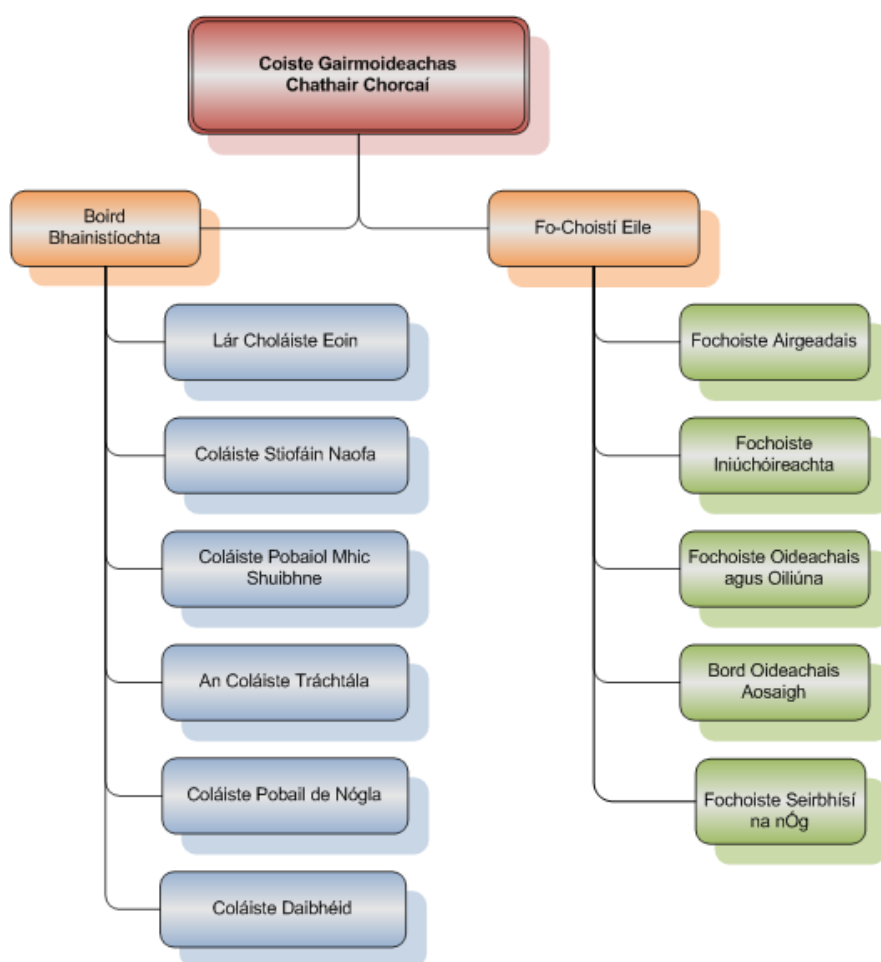 Coiste Gairmoideachas
Chathair Chorcaí
Boird
Bhainistíochta
Fo-Choistí Eile
Lár Choláiste Eoin
Coláiste Stiofáin Naofa
Coláiste Pobaiol Mhic
Shuibhne
An Coláiste Tráchtála
Coláiste Pobail de Nógla
Coláiste Daibhéid
Fochoiste Airgeadais
Fochoiste
Iniúchóireachta
Fochoiste Oideachais
agus Oiliúna
Bord Oideachais
Aosaigh
Fochoiste Seirbhísí
na nÓg